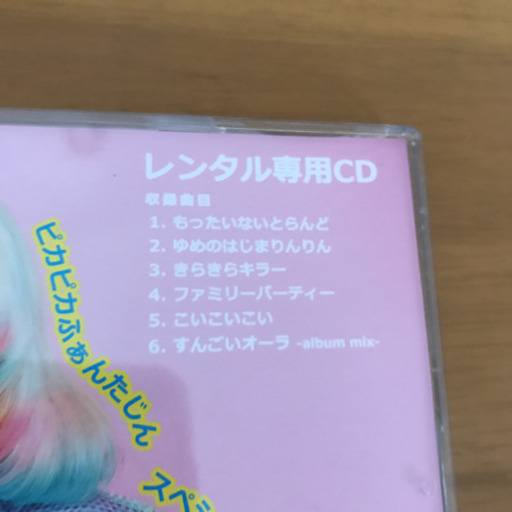 レンタル専用CD
収録曲目
1. もったいないとらんど
2. ゆめのはじまりんりん
3. きらきらキラー
4. ファミリーパーティー
5. こいこいこい
6. すんごいオーラ -album mix-
ピカピカふぁんたじん
スペシ